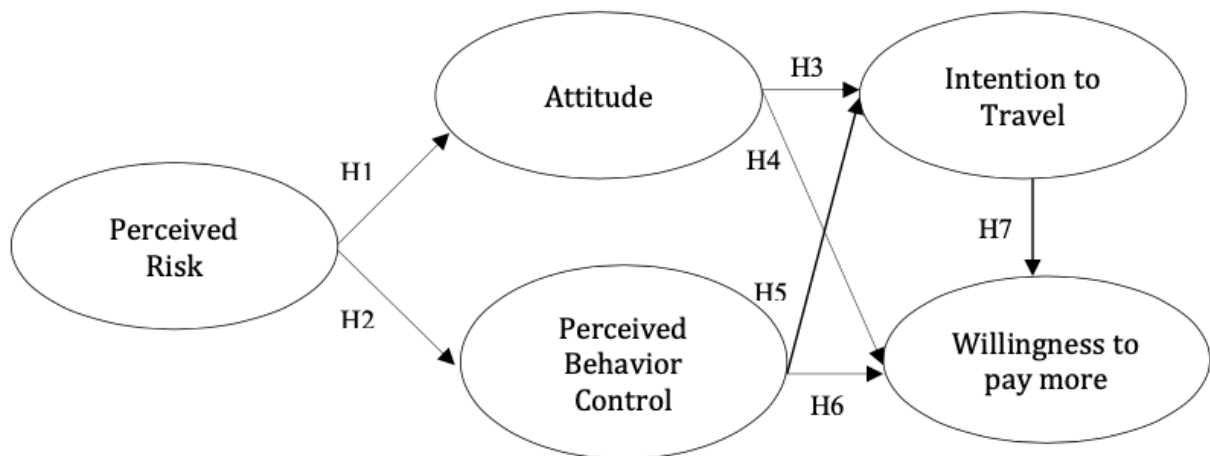 Attitude
H3
Intention to
Travel
H1
H4
Perceived
Risk
H7
H2
H5
Perceived
Behavior
Control
H6
Willingness to
pay more